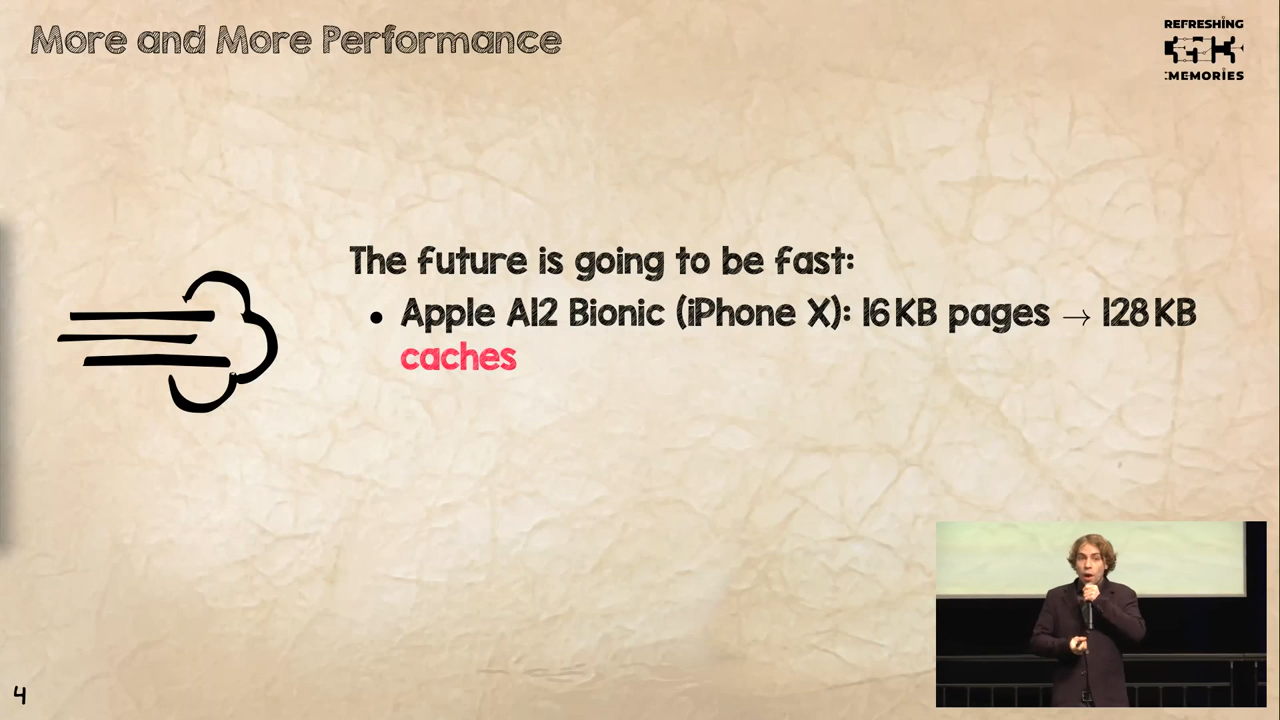 More and More Performance
REFRESHING
MEMORIES
The future is going to be fast:
• Apple A12 Bionic (iPhone X): 16 KB pages → 128 KB
caches
4